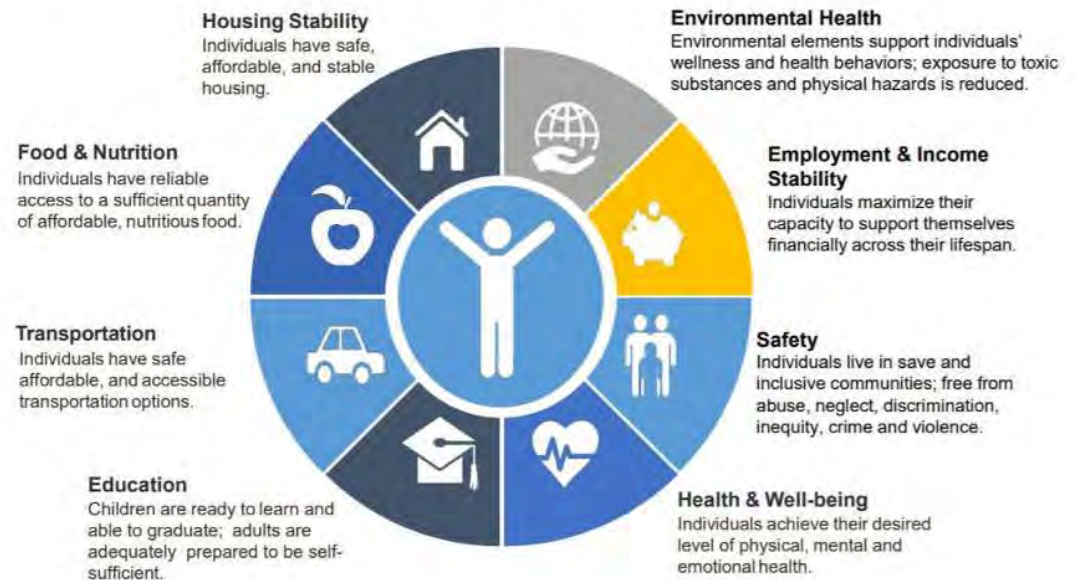 Housing Stability
Individuals have safe,
affordable, and stable
housing.
Environmental Health
Environmental elements support individuals'
wellness and health behaviors; exposure to toxic
substances and physical hazards is reduced.
Food & Nutrition
Individuals have reliable
access to a sufficient quantity
of affordable, nutritious food.
Employment & Income
Stability
Individuals maximize their
capacity to support themselves
financially across their lifespan.
Transportation
Individuals have safe
affordable, and accessible
transportation options.
Safety
Individuals live in save and
inclusive communities; free from
abuse, neglect, discrimination,
inequity, crime and violence.
Education
Children are ready to learn and
able to graduate; adults are
adequately prepared to be self-
sufficient.
Health & Well-being
Individuals achieve their desired
level of physical, mental and
emotional health.